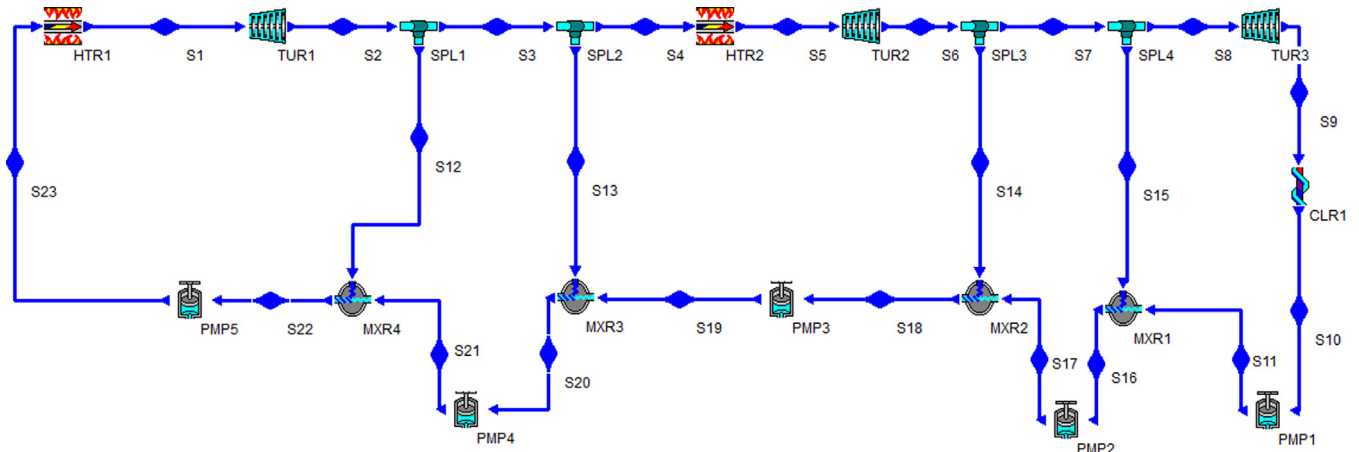 HTR1 S1 TUR1 S2 SPL1 S3 SPL2 S4 HTR2 S5 TUR2 S6 SPL3 S7 SPL4 S8 TUR3
S9
S12
S13
S14
S15
S23
CLR1
PMP5 S22 MXR4 MXR3 S19 PMP3 S18 MXR2 MXR1 S10
S21 S20 S17 S16 S11
PMP4 PMP2 PMP1